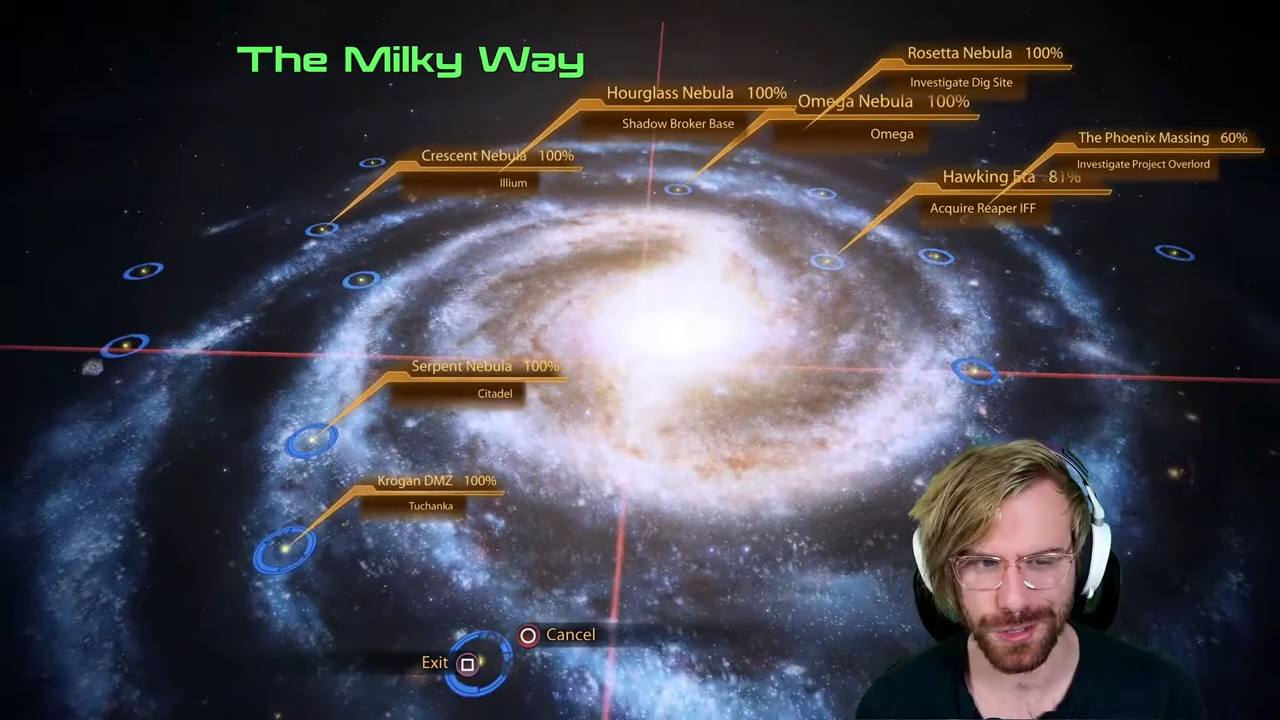 The Milky Way
Rosetta Nebula 100%
Investigate Dig Site
Hourglass Nebula 100%
Shadow Broker Base
Omega Nebula 100%
Omega
The Phoenix Massing 60%
Investigate Project Overlord
Crescent Nebula 100%
Illium
Hawking Eta 81%
Acquire Reaper IFF
Serpent Nebula 100%
Citadel
Krogan DMZ 100%
Tuchanka
Cancel
Exit